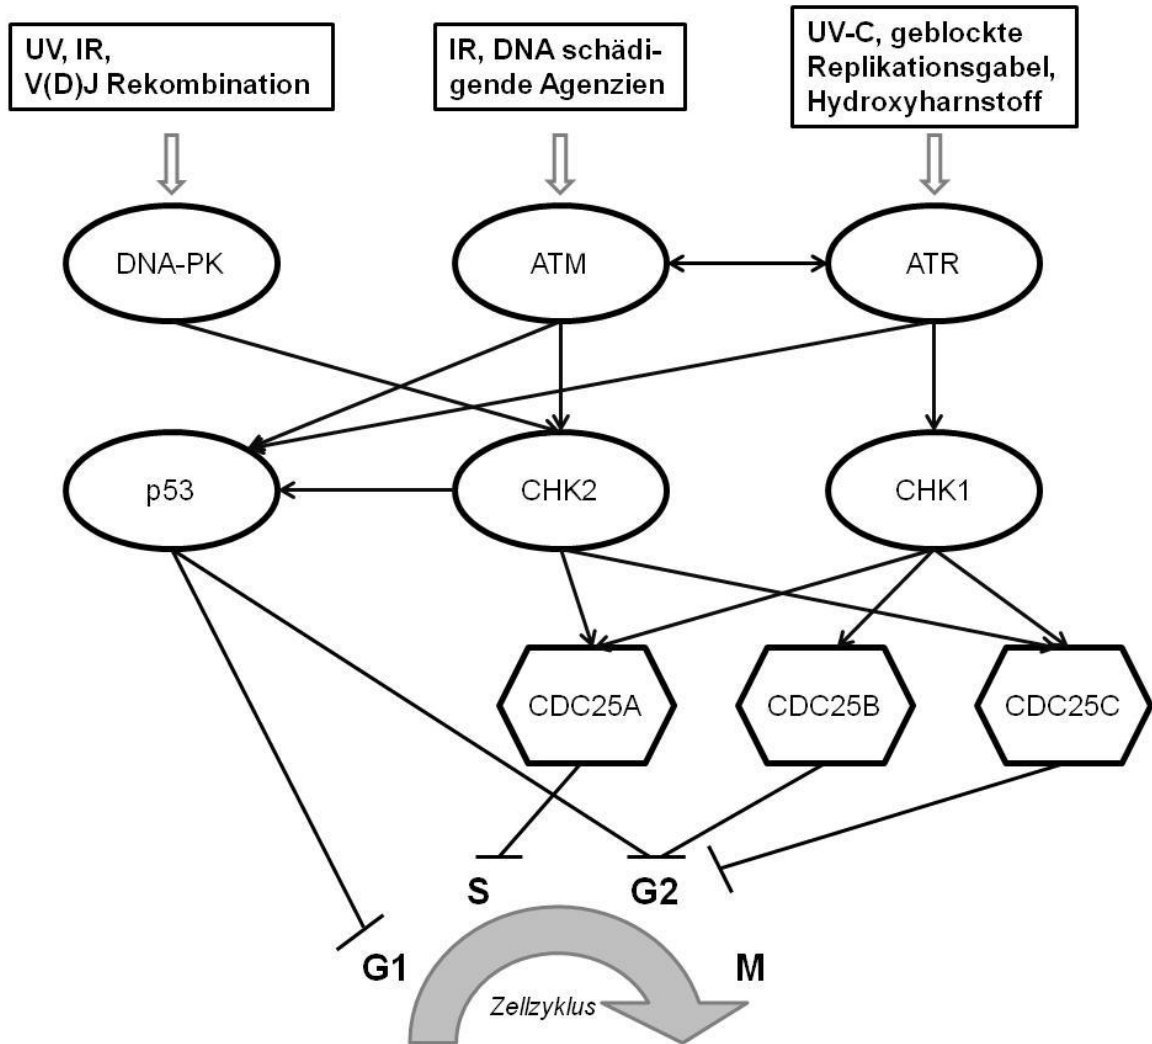 UV, IR,
V(D)J Rekombination
IR, DNA schädi-
gende Agenzien
UV-C, geblockte
Replikationsgabel,
Hydroxyharnstoff
DNA-PK
ATM
ATR
p53
CHK2
CHK1
CDC25A
CDC25B
CDC25C
S
G2
G1
M
Zellzyklus